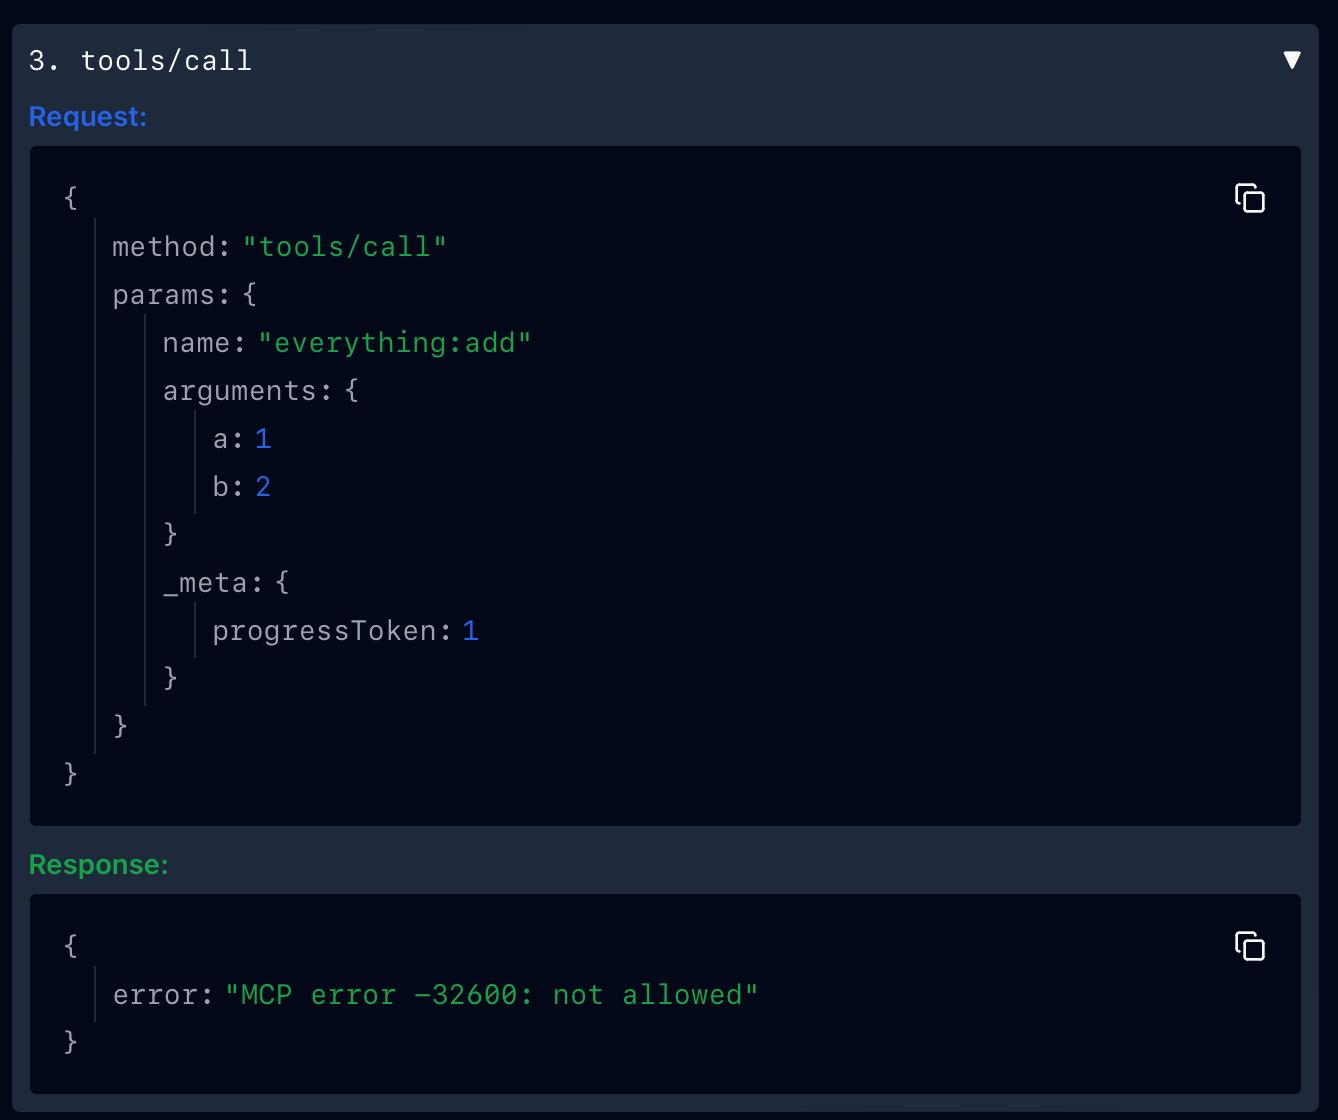 3. tools/call ▼
Request:
{
method: "tools/call"
params: {
name: "everything:add"
arguments: {
a: 1
b: 2
}
_meta: {
progressToken: 1
}
}
}
Response:
{
error: "MCP error -32600: not allowed"
}